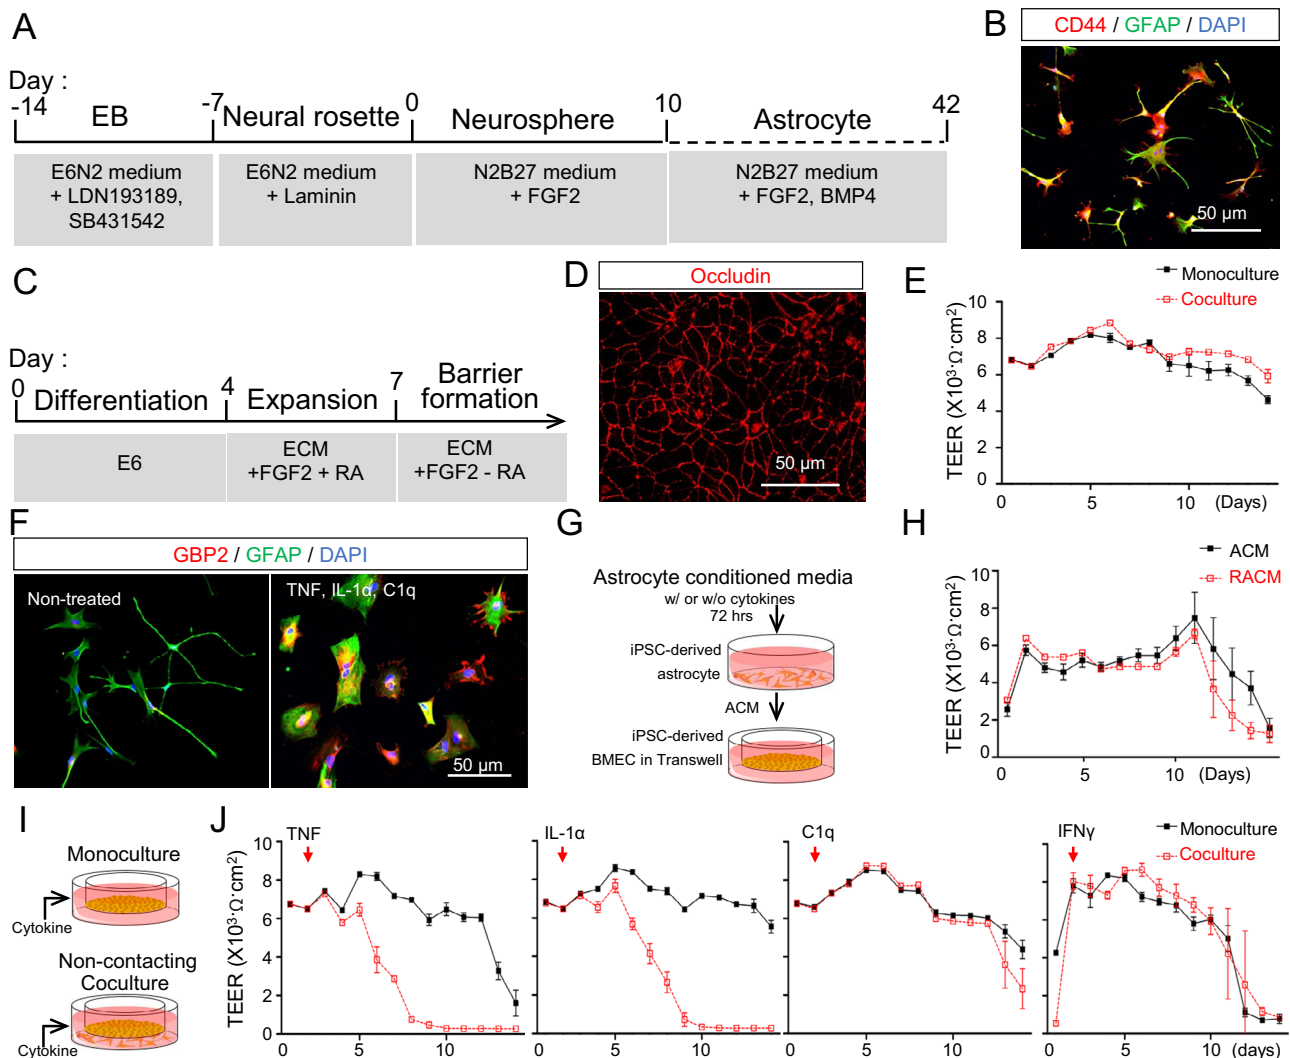 A
Day :
-14
-7
0
10
42
EB
Neural rosette
Neurosphere
Astrocyte
E6N2 medium
+ LDN193189,
SB431542
E6N2 medium
+ Laminin
N2B27 medium
+ FGF2
N2B27 medium
+ FGF2, BMP4
B
CD44 / GFAP / DAPI
50 µm
C
Day :
0
4
7
Differentiation
Expansion
Barrier
formation
E6
ECM
+FGF2 + RA
ECM
+FGF2 - RA
D
Occludin
50 µm
E
Monoculture
Coculture
TEER (X10³·Ω·cm²)
10
8
6
4
2
0
0
5
10
(Days)
F
GBP2 / GFAP / DAPI
Non-treated
TNF, IL-1α, C1q
50 µm
G
Astrocyte conditioned media
w/ or w/o cytokines
72 hrs
iPSC-derived
astrocyte
ACM
iPSC-derived
BMEC in Transwell
H
ACM
RACM
TEER (X10³·Ω·cm²)
10
8
6
4
2
0
0
5
10
(Days)
I
Monoculture
Cytokine
Non-contacting
Coculture
Cytokine
J
TNF
IL-1α
C1q
IFNγ
Monoculture
Coculture
TEER (X10³·Ω·cm²)
10
8
6
4
2
0
0
5
10
0
5
10
0
5
10
0
5
10
(days)